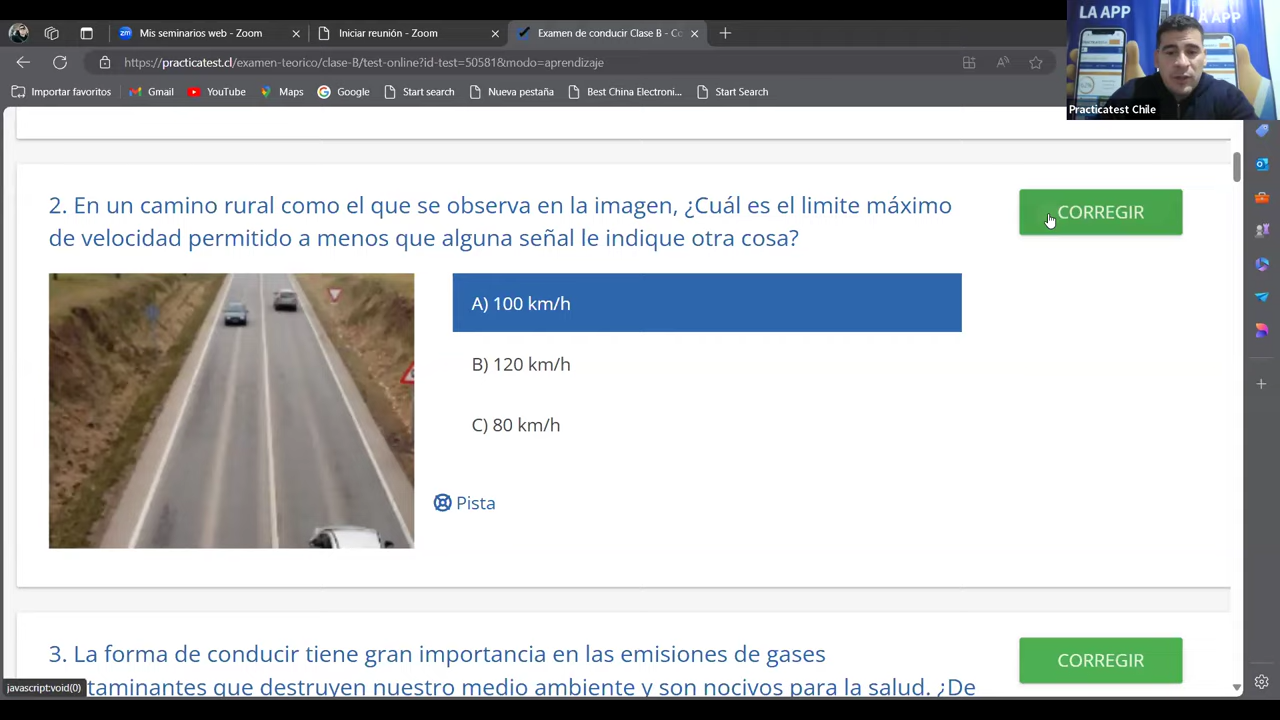 Mis seminarios web - Zoom
Iniciar reunión - Zoom
Examen de conducir Clase B - Co
https://practicatest.cl/examen-teorico/clase-B/test-online?id-test=50581&modo=aprendizaje
Importar favoritos
Gmail
YouTube
Maps
Google
Start search
Nueva pestaña
Best China Electroni...
Start Search
LA APP
LA APP
Practicatest Chile
2. En un camino rural como el que se observa en la imagen, ¿Cuál es el limite máximo
de velocidad permitido a menos que alguna señal le indique otra cosa?
CORREGIR
A) 100 km/h
B) 120 km/h
C) 80 km/h
Pista
3. La forma de conducir tiene gran importancia en las emisiones de gases
taminantes que destruyen nuestro medio ambiente y son nocivos para la salud. ¿De
CORREGIR
javascript:void(0)